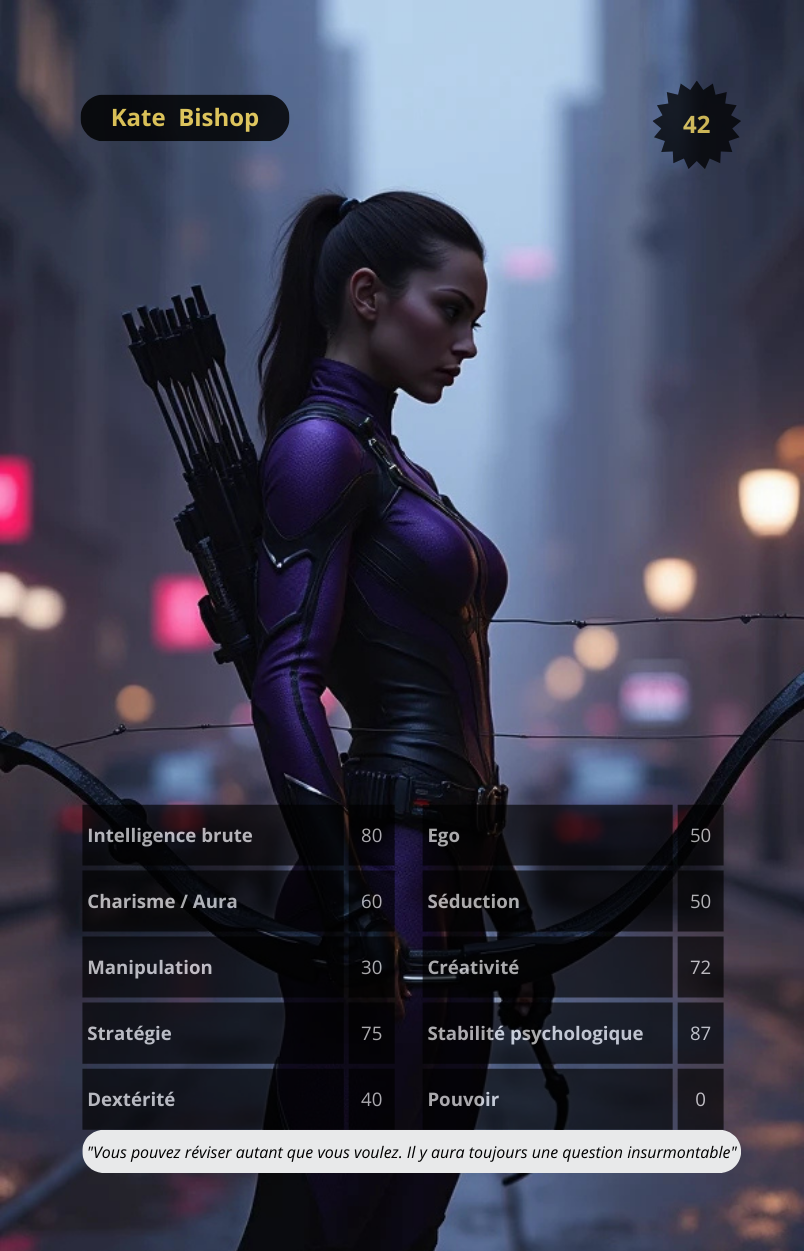 Kate Bishop
42
Intelligence brute 80 Ego 50
Charisme / Aura 60 Séduction 50
Manipulation 30 Créativité 72
Stratégie 75 Stabilité psychologique 87
Dextérité 40 Pouvoir 0
"Vous pouvez réviser autant que vous voulez. Il y aura toujours une question insurmontable"